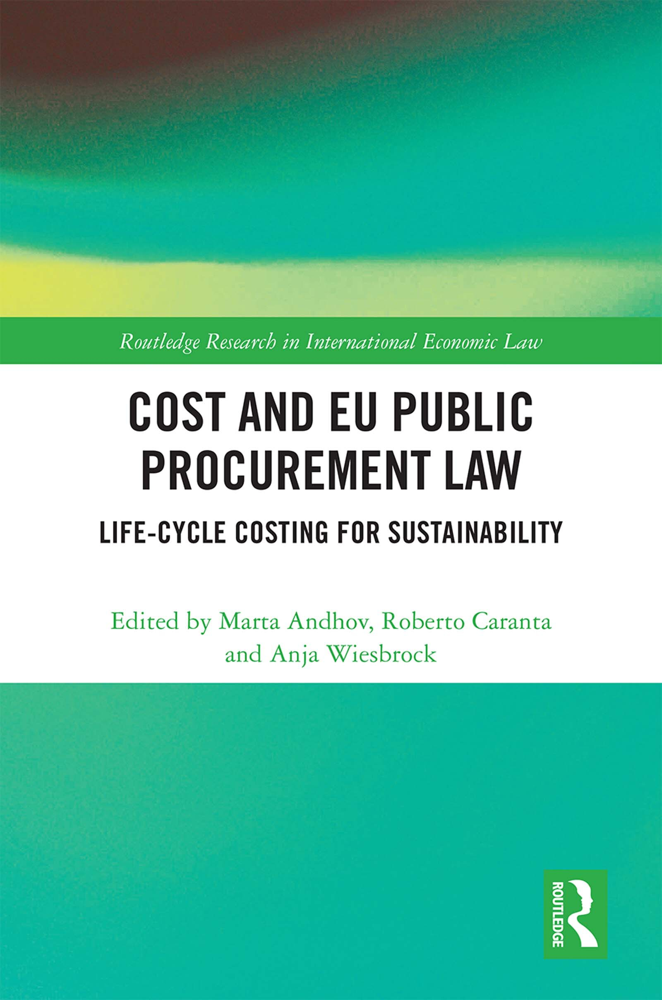 Routledge Research in International Economic Law
COST AND EU PUBLIC
PROCUREMENT LAW
LIFE-CYCLE COSTING FOR SUSTAINABILITY
Edited by Marta Andhov, Roberto Caranta
and Anja Wiesbrock
ROUTLEDGE